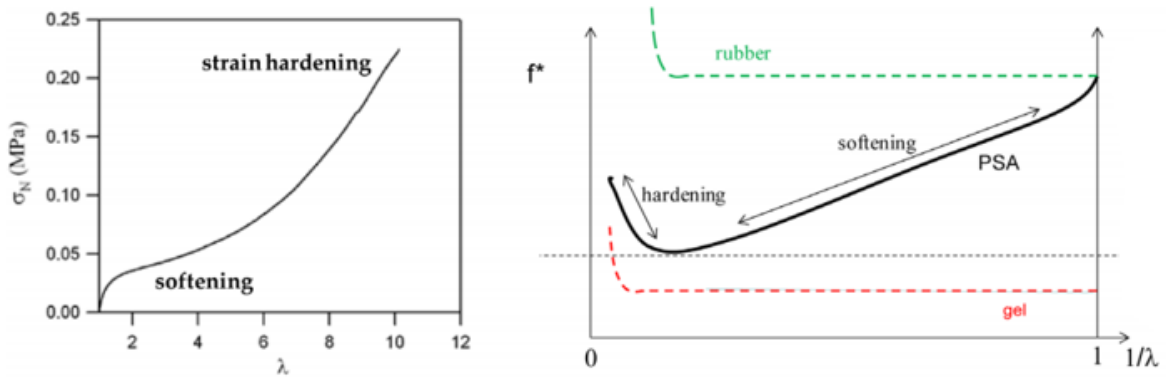 0.25
0.20
0.15
0.10
0.05
0.00
σN (MPa)
strain hardening
softening
2
4
6
8
10
12
λ
f*
rubber
softening
PSA
hardening
gel
0
1
1/λ